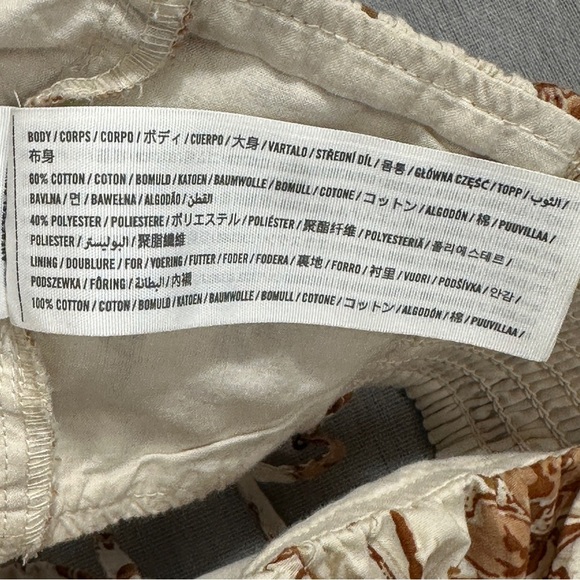 BODY / CORPS / CORPO / ボディ / CUERPO / 大身 / VARTALO / STŘEDNÍ DÍL / 몸통 / GŁÓWNA CZĘŚĆ / TOPP / الثوب /
布身
60% COTTON / COTON / BOMULD / KATOEN / BAUMWOLLE / BOMULL / COTONE / コットン / ALGODÓN / 棉 / PUUVILLAA /
BAVLNA / 면 / BAWEŁNA / ALGODÃO / القطن
40% POLYESTER / POLIESTERE / ポリエステル / POLIÉSTER / 聚酯纤维 / POLYESTERIÄ / 폴리에스테르 /
POLIESTER / البوليستر / 聚酯纖維
LINING / DOUBLURE / FOR / VOERING / FUTTER / FODER / FODERA / 裏地 / FORRO / 衬里 / VUORI / PODŠÍVKA / 안감 /
PODSZEWKA / FÔRING / البطانة / 內襯
100% COTTON / COTON / BOMULD / KATOEN / BAUMWOLLE / BOMULL / COTONE / コットン / ALGODÓN / 棉 / PUUVILLAA /